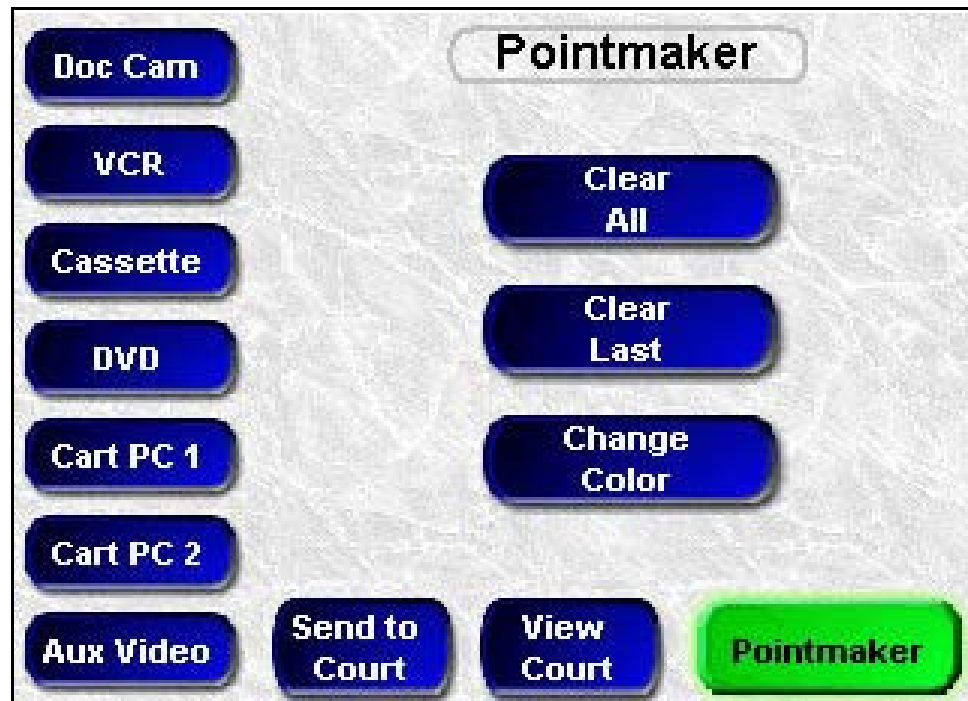 Pointmaker
Doc Cam
VCR
Cassette
DVD
Cart PC 1
Cart PC 2
Aux Video
Clear
All
Clear
Last
Change
Color
Send to
Court
View
Court
Pointmaker